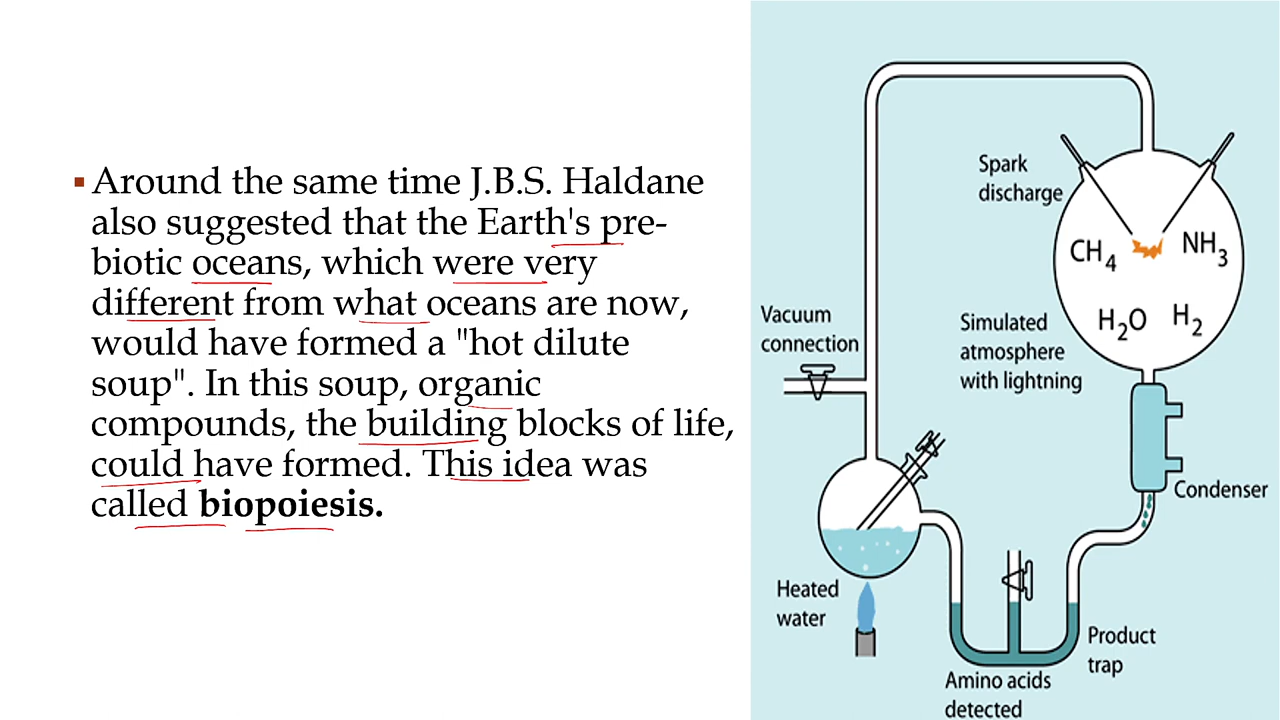 ▪Around the same time J.B.S. Haldane
also suggested that the Earth's pre-
biotic oceans, which were very
different from what oceans are now,
would have formed a "hot dilute
soup". In this soup, organic
compounds, the building blocks of life,
could have formed. This idea was
called biopoiesis.
Spark
discharge
CH4
NH3
H2O
H2
Simulated
atmosphere
with lightning
Vacuum
connection
Condenser
Heated
water
Product
trap
Amino acids
detected